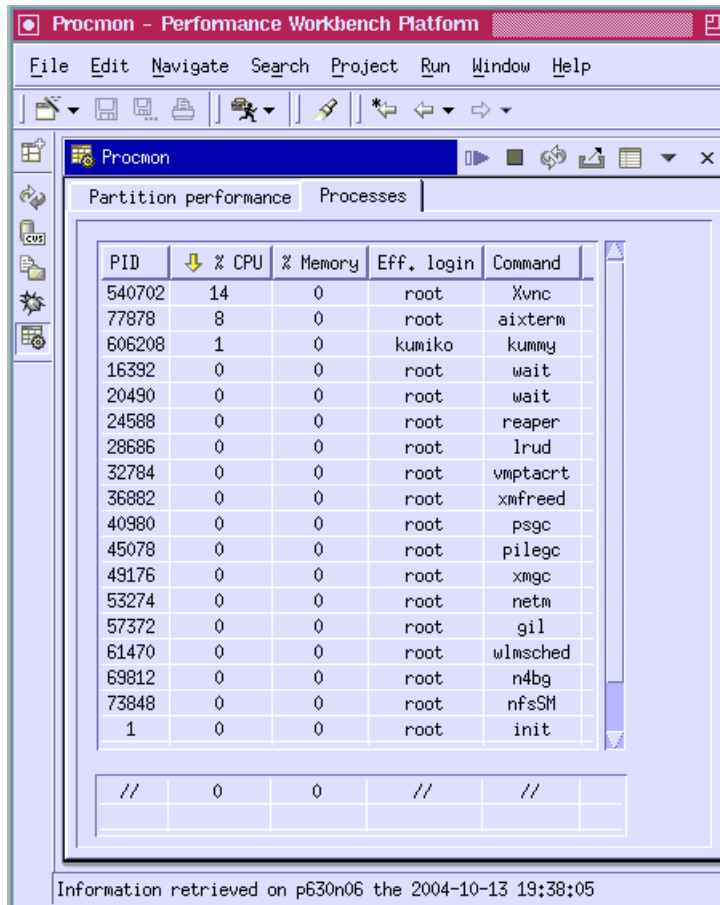 Procmon - Performance Workbench Platform
File Edit Navigate Search Project Run Window Help
Procmon
CVS
Partition performance Processes
PID % CPU % Memory Eff. login Command
540702 14 0 root Xvnc
77878 8 0 root aixterm
606208 1 0 kumiko kummy
16392 0 0 root wait
20490 0 0 root wait
24588 0 0 root reaper
28686 0 0 root lrud
32784 0 0 root vmptacrt
36882 0 0 root xmfreed
40980 0 0 root psgc
45078 0 0 root pilegc
49176 0 0 root xmgc
53274 0 0 root netm
57372 0 0 root gil
61470 0 0 root wlmsched
69812 0 0 root n4bg
73848 0 0 root nfsSM
1 0 0 root init
// 0 0 // //
Information retrieved on p630n06 the 2004-10-13 19:38:05